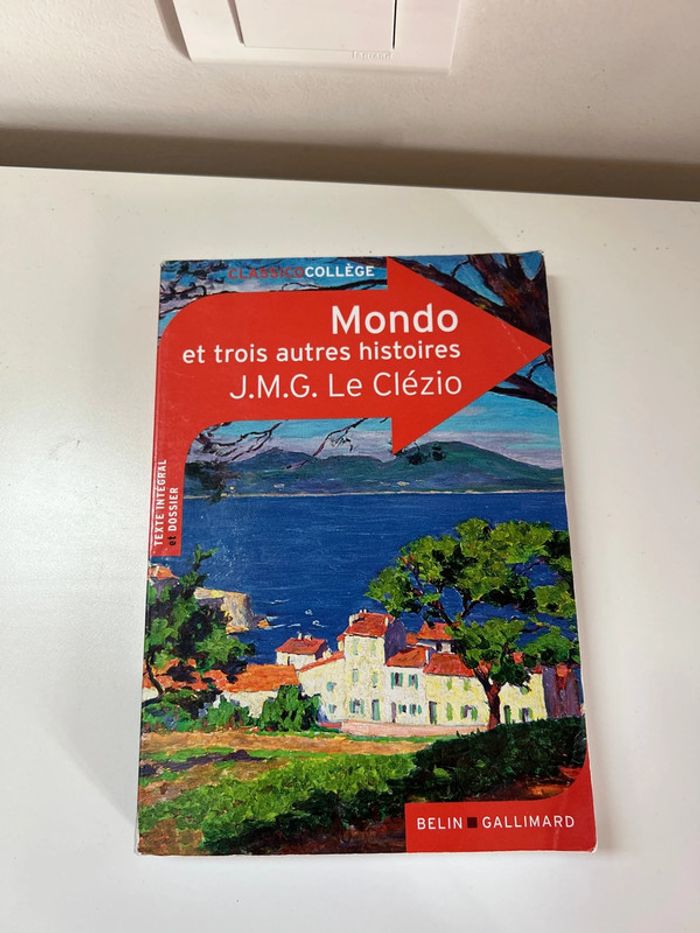 CLASSICOCOLLÈGE
Mondo
et trois autres histoires
J.M.G. Le Clézio
TEXTE INTÉGRAL
et DOSSIER
BELIN ■ GALLIMARD